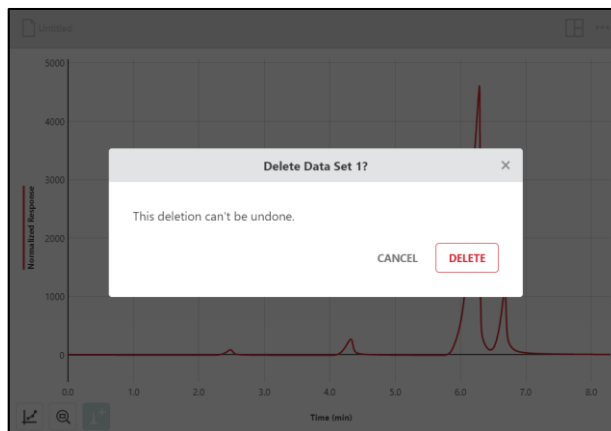 Untitled
5000
4000
Delete Data Set 1?
This deletion can't be undone.
CANCEL
DELETE
Normalized Response
3000
2000
1000
0
0.0 1.0 2.0 3.0 4.0 5.0 6.0 7.0 8.0
Time (min)